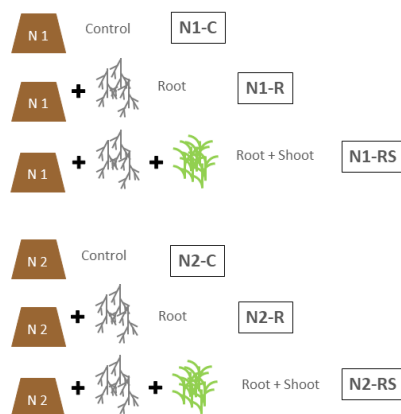 N 1 Control N1-C
N 1 Root N1-R
N 1 Root + Shoot N1-RS
N 2 Control N2-C
N 2 Root N2-R
N 2 Root + Shoot N2-RS